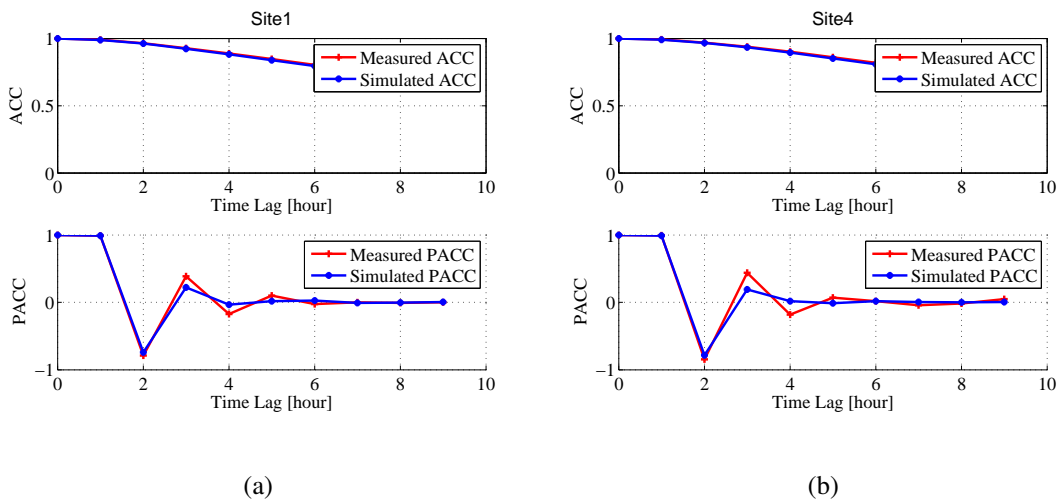 Site1
1
0.5
0
ACC
0 2 4 6 8 10
Time Lag [hour]
Measured ACC
Simulated ACC
1
0
−1
PACC
0 2 4 6 8 10
Time Lag [hour]
Measured PACC
Simulated PACC
(a)
Site4
1
0.5
0
ACC
0 2 4 6 8 10
Time Lag [hour]
Measured ACC
Simulated ACC
1
0
−1
PACC
0 2 4 6 8 10
Time Lag [hour]
Measured PACC
Simulated PACC
(b)